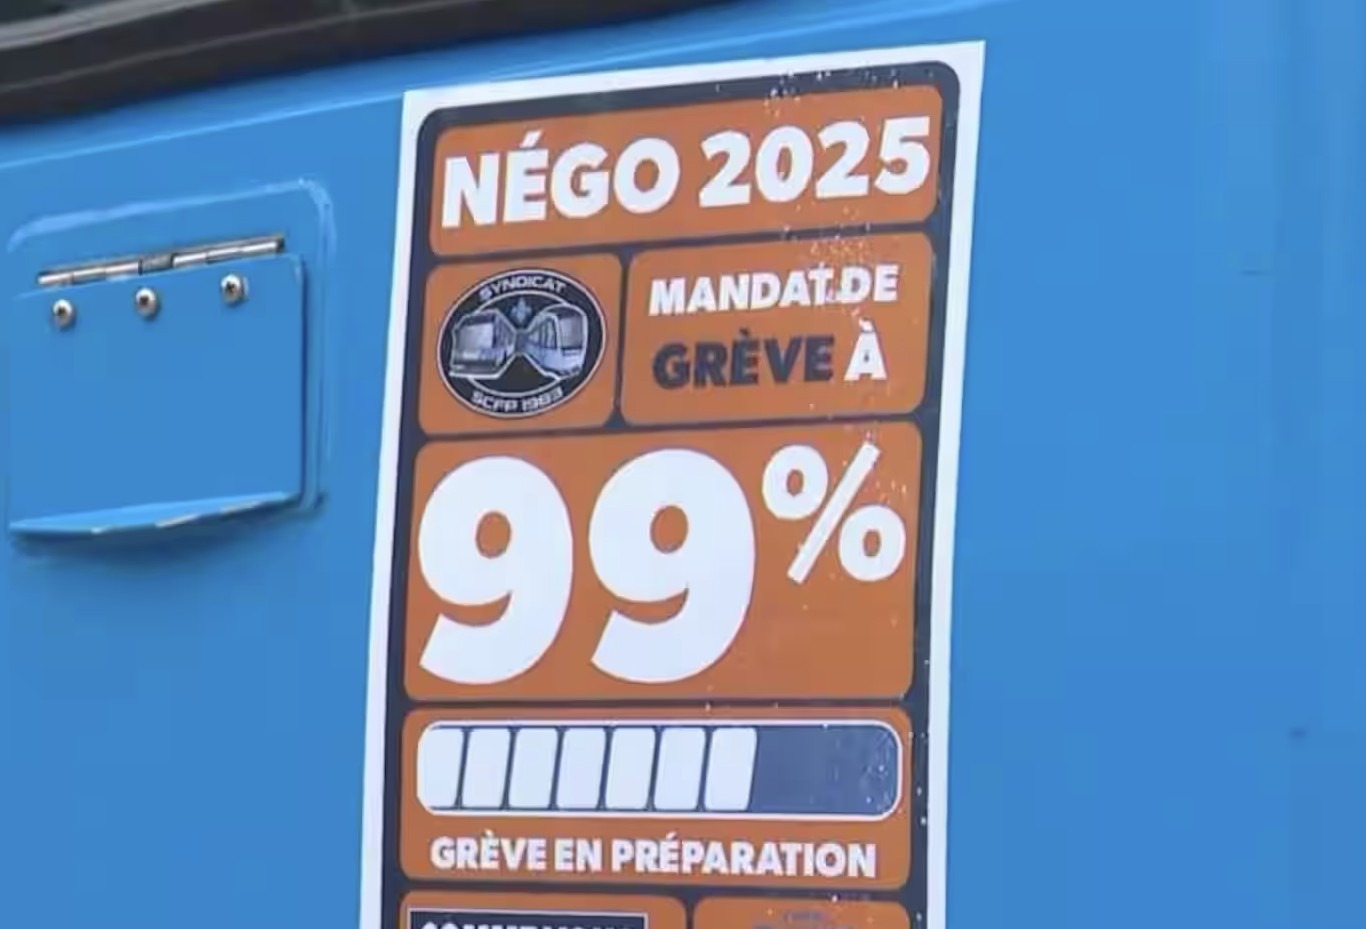 NÉGO 2025
SYNDICAT
SCFP 1983
MANDAT DE
GRÈVE À
99%
GRÈVE EN PRÉPARATION